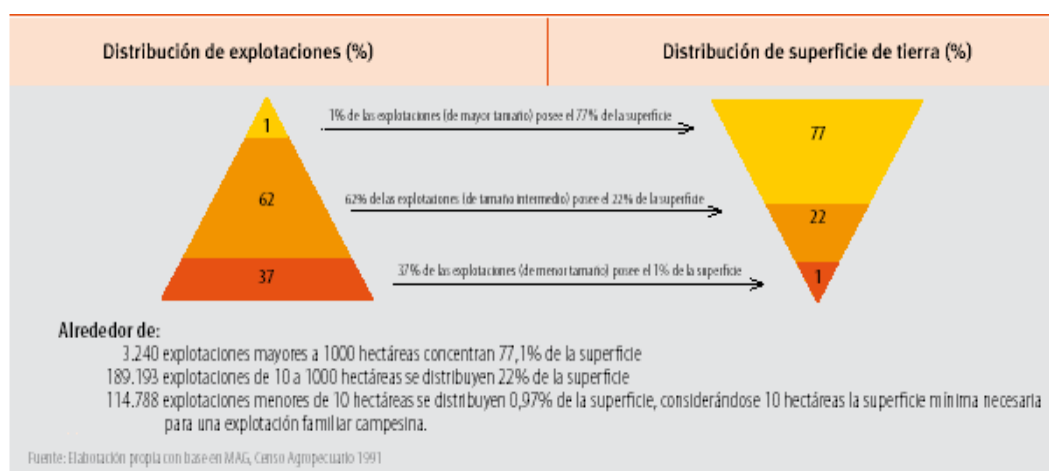 Distribución de explotaciones (%)
Distribución de superficie de tierra (%)
1% de las explotaciones (de mayor tamaño) posee el 77% de la superficie
1
77
62% de las explotaciones (de tamaño intermedio) posee el 22% de la superficie
62
22
37% de las explotaciones (de menor tamaño) posee el 1% de la superficie
37
1
Alrededor de:
3.240 explotaciones mayores a 1000 hectáreas concentran 77,1% de la superficie
189.193 explotaciones de 10 a 1000 hectáreas se distribuyen 22% de la superficie
114.788 explotaciones menores de 10 hectáreas se distribuyen 0,97% de la superficie, considerándose 10 hectáreas la superficie mínima necesaria
para una explotación familiar campesina.
Fuente: Elaboración propia con base en MAG, Censo Agropecuario 1991